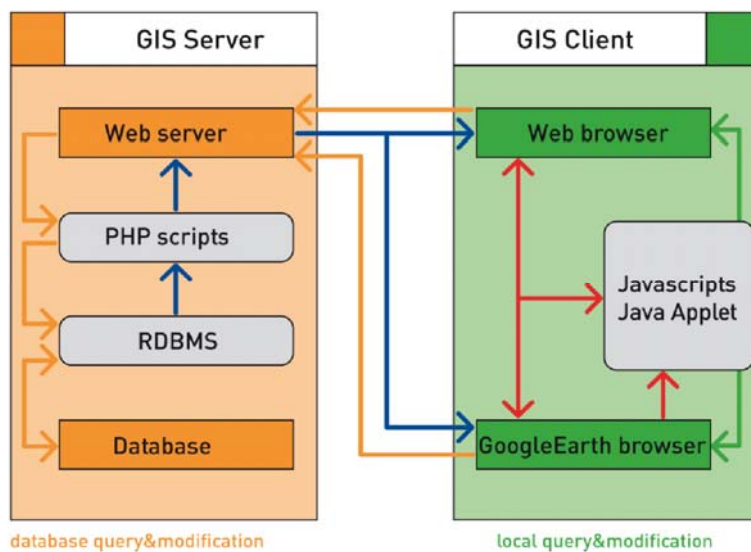 GIS Server
Web server
PHP scripts
RDBMS
Database
database query&modification
GIS Client
Web browser
Javascripts
Java Applet
GoogleEarth browser
local query&modification